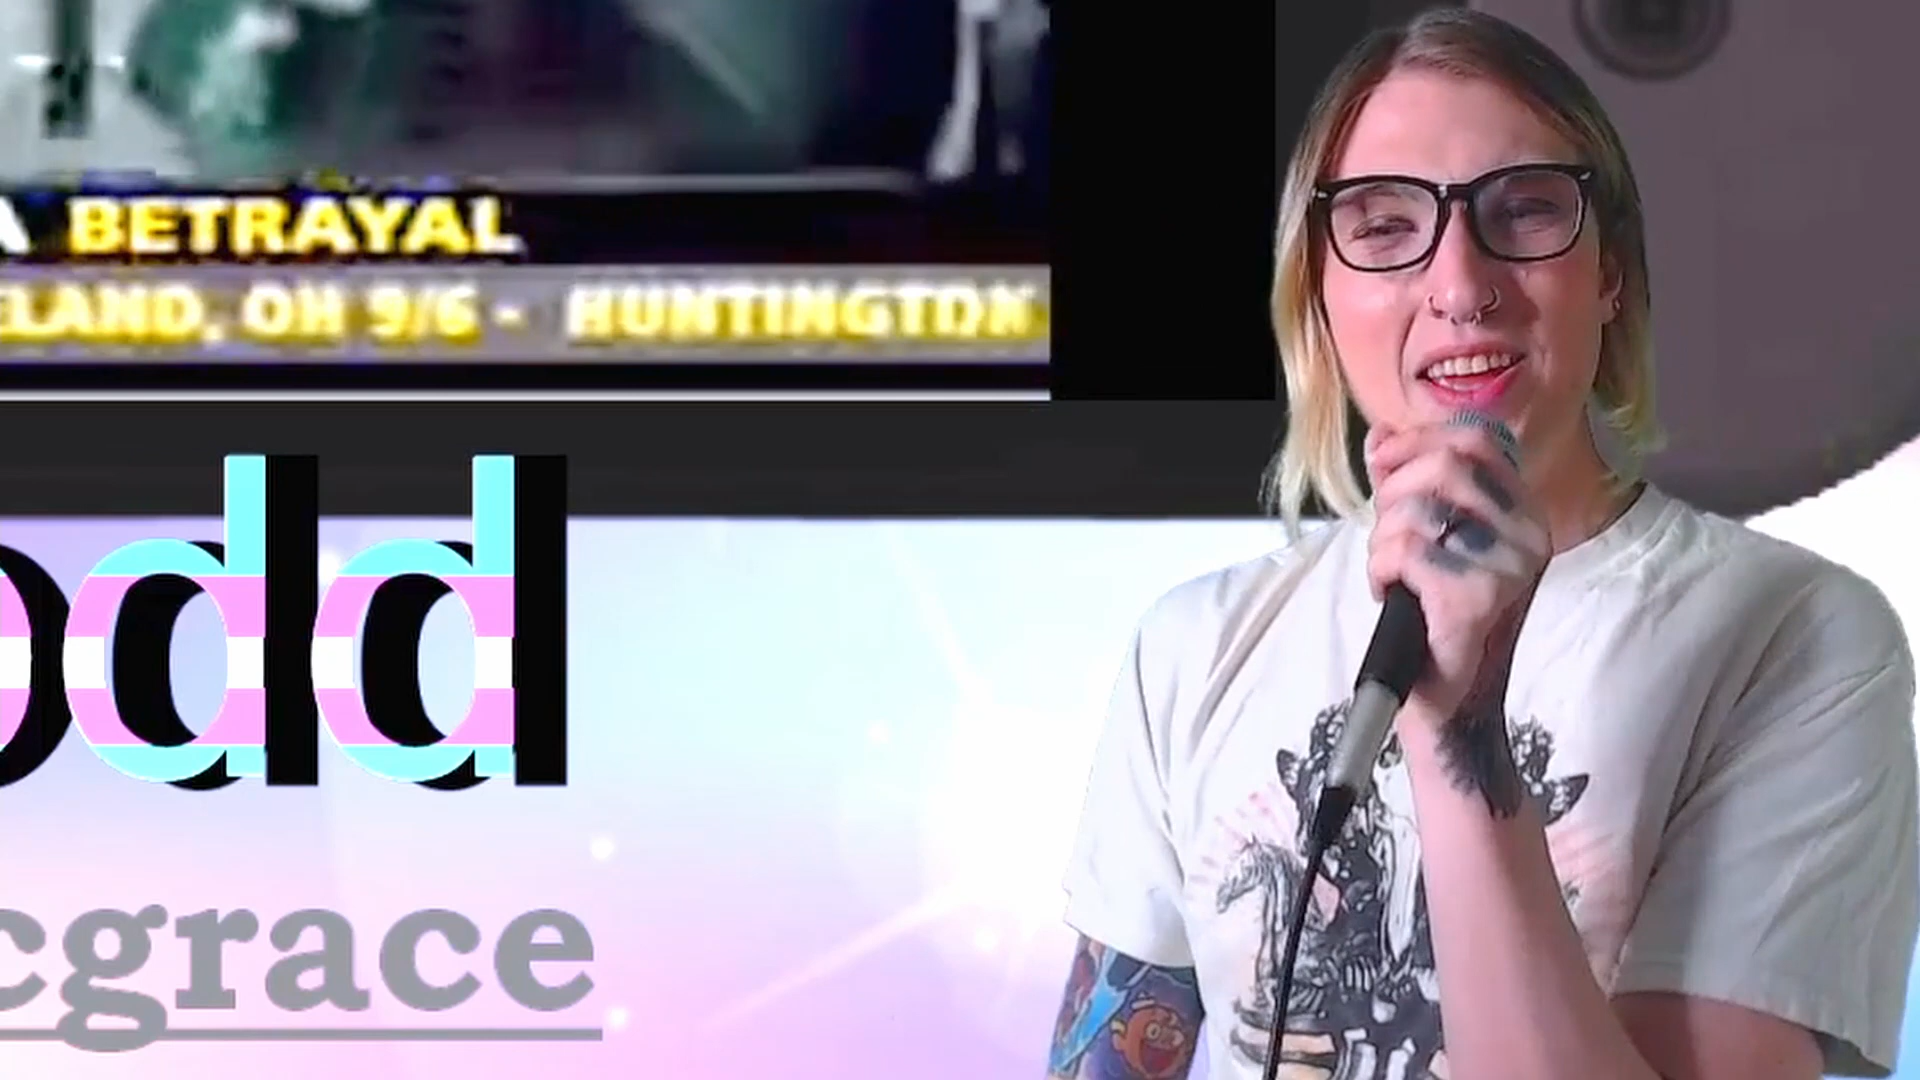 A BETRAYAL
ELAND, OH 9/6 - HUNTINGTON
odd
cgrace